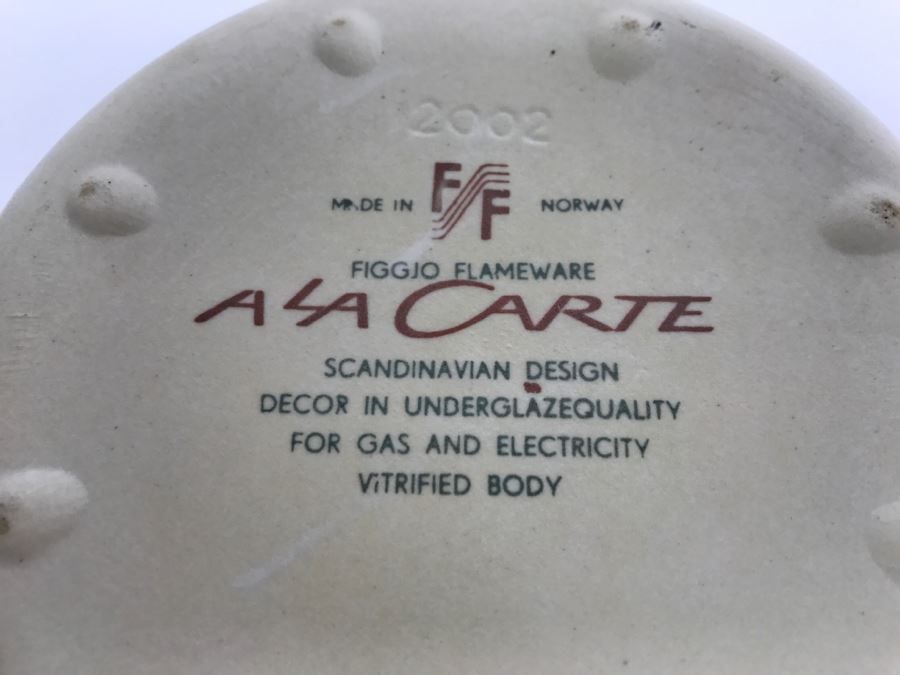 2002
MADE IN FF NORWAY
FIGGJO FLAMEWARE
A LA CARTE
SCANDINAVIAN DESIGN
DECOR IN UNDERGLAZEQUALITY
FOR GAS AND ELECTRICITY
ViTRIFIED BODY